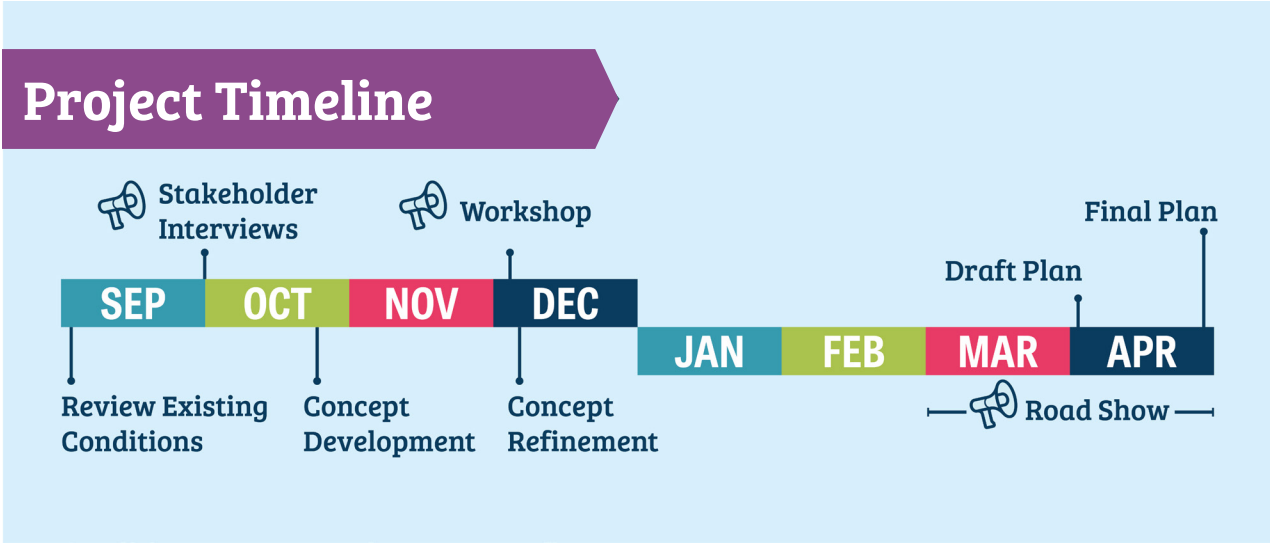 Project Timeline
Stakeholder
Interviews
Workshop
Final Plan
Draft Plan
SEP OCT NOV DEC
JAN FEB MAR APR
Review Existing
Conditions
Concept
Development
Concept
Refinement
Road Show